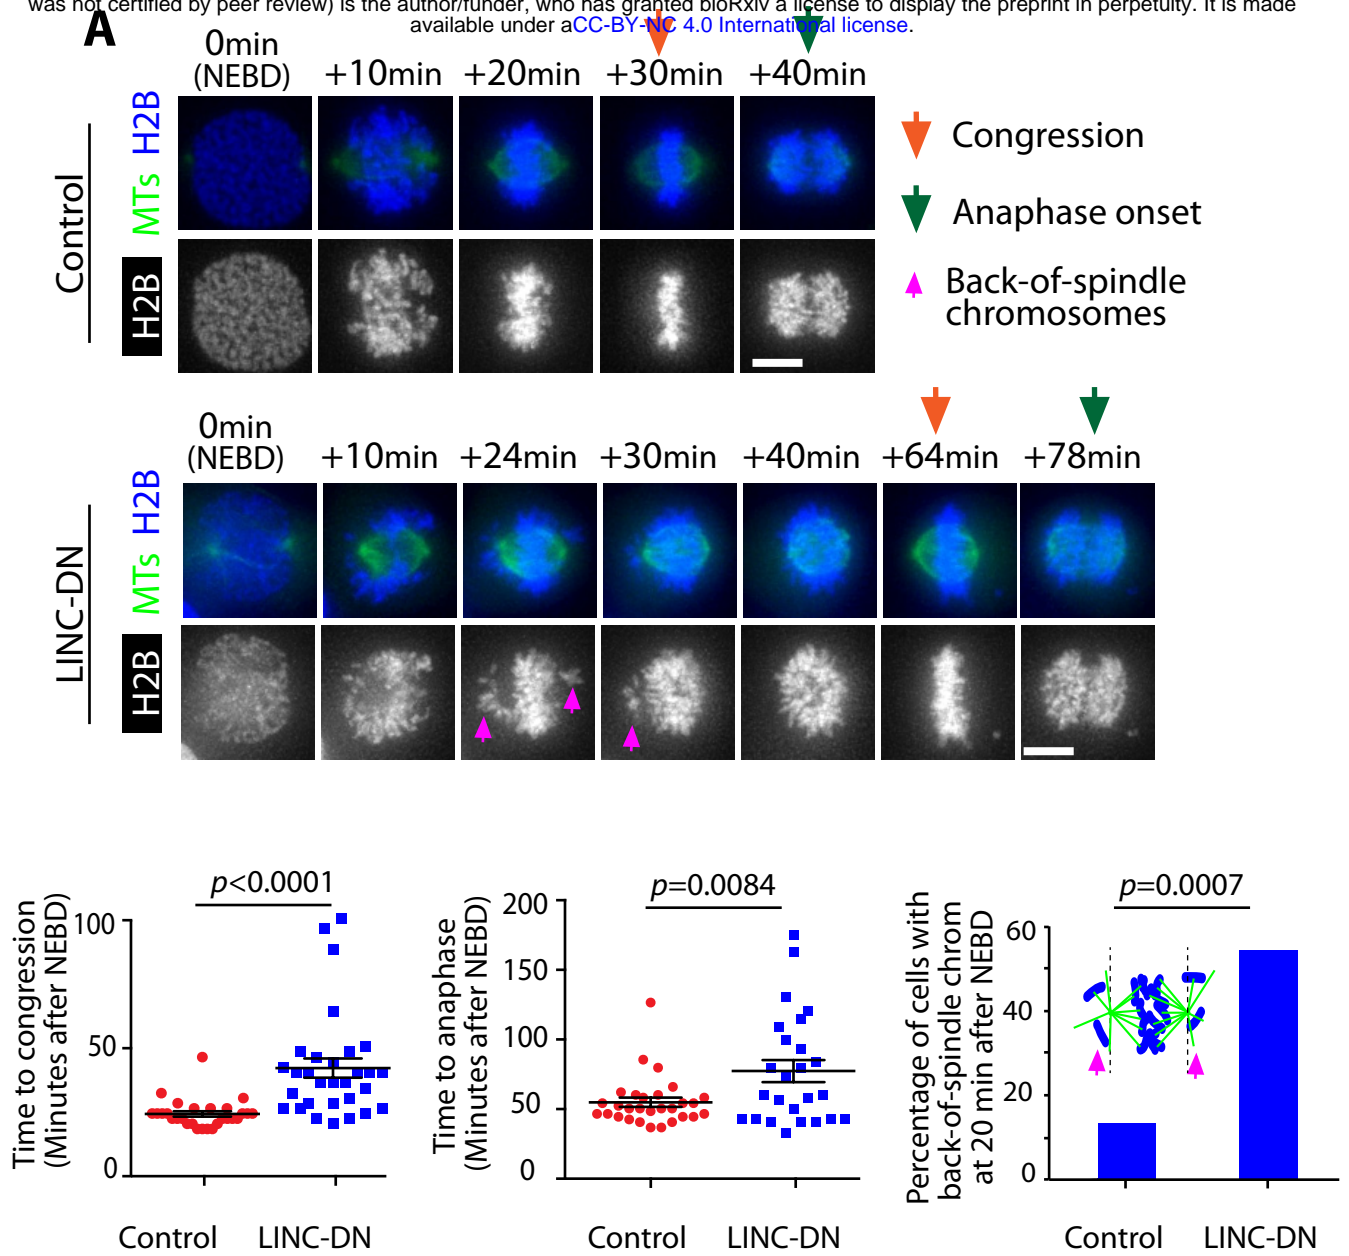 was not certified by peer review) is the author/funder, who has granted bioRxiv a license to display the preprint in perpetuity. It is made
available under aCC-BY-NC 4.0 International license.
A
0min
(NEBD)
+10min
+20min
+30min
+40min
Control
MTs H2B
H2B
Congression
Anaphase onset
Back-of-spindle
chromosomes
0min
(NEBD)
+10min
+24min
+30min
+40min
+64min
+78min
LINC-DN
MTs H2B
H2B
p<0.0001
Time to congression
(Minutes after NEBD)
100
50
0
Control
LINC-DN
p=0.0084
Time to anaphase
(Minutes after NEBD)
200
150
100
50
0
Control
LINC-DN
p=0.0007
Percentage of cells with
back-of-spindle chrom
at 20 min after NEBD
60
40
20
0
Control
LINC-DN